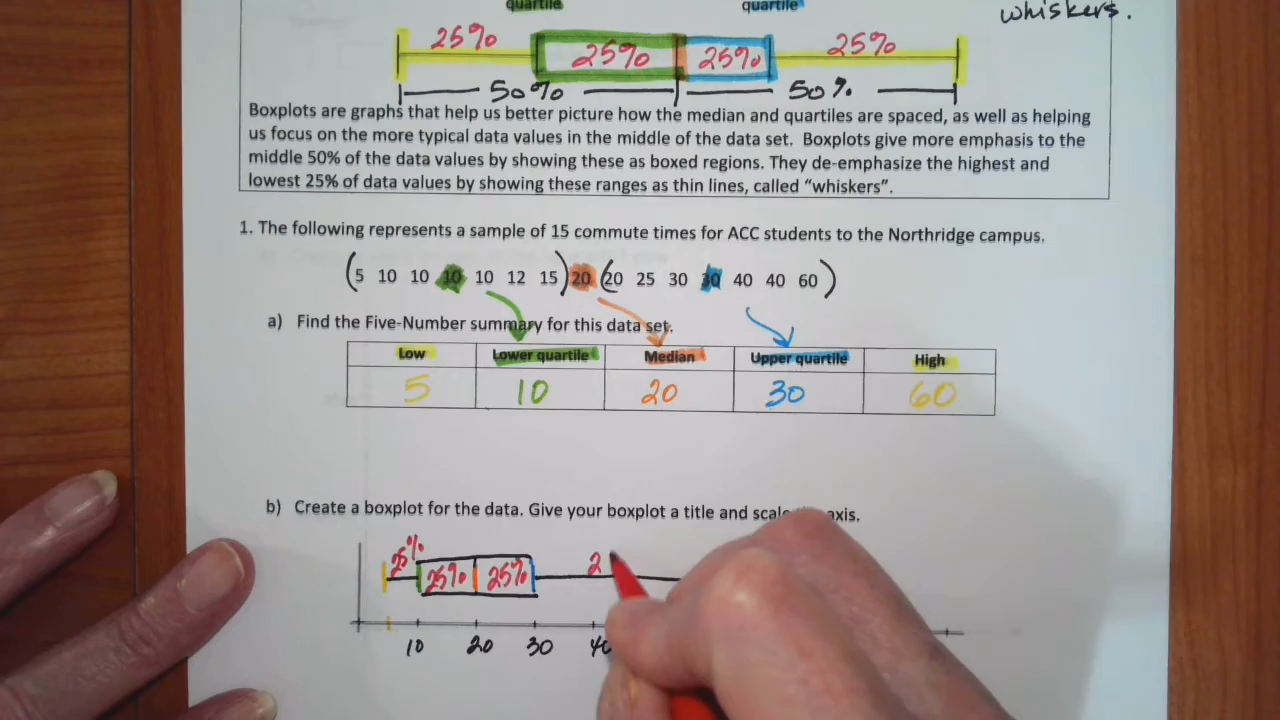 quartile quartile
whiskers.
25% 25% 25% 25%
50% 50%
Boxplots are graphs that help us better picture how the median and quartiles are spaced, as well as helping
us focus on the more typical data values in the middle of the data set. Boxplots give more emphasis to the
middle 50% of the data values by showing these as boxed regions. They de-emphasize the highest and
lowest 25% of data values by showing these ranges as thin lines, called “whiskers”.
1. The following represents a sample of 15 commute times for ACC students to the Northridge campus.
(5 10 10 10 10 12 15) 20 (20 25 30 30 40 40 60)
a) Find the Five-Number summary for this data set.
Low Lower quartile Median Upper quartile High
5 10 20 30 60
b) Create a boxplot for the data. Give your boxplot a title and scale axis.
25% 25% 25% 2
10 20 30 40